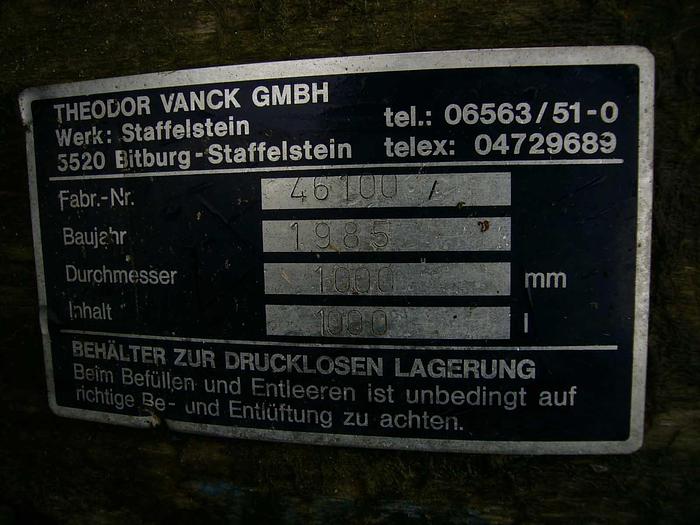 THEODOR VANCK GMBH
Werk: Staffelstein
5520 Bitburg-Staffelstein
tel.: 06563/51-0
telex: 04729689
Fabr.-Nr. 46100 /
Baujahr 1985
Durchmesser 1000 mm
Inhalt 1000 l
BEHÄLTER ZUR DRUCKLOSEN LAGERUNG
Beim Befüllen und Entleeren ist unbedingt auf
richtige Be- und Entlüftung zu achten.